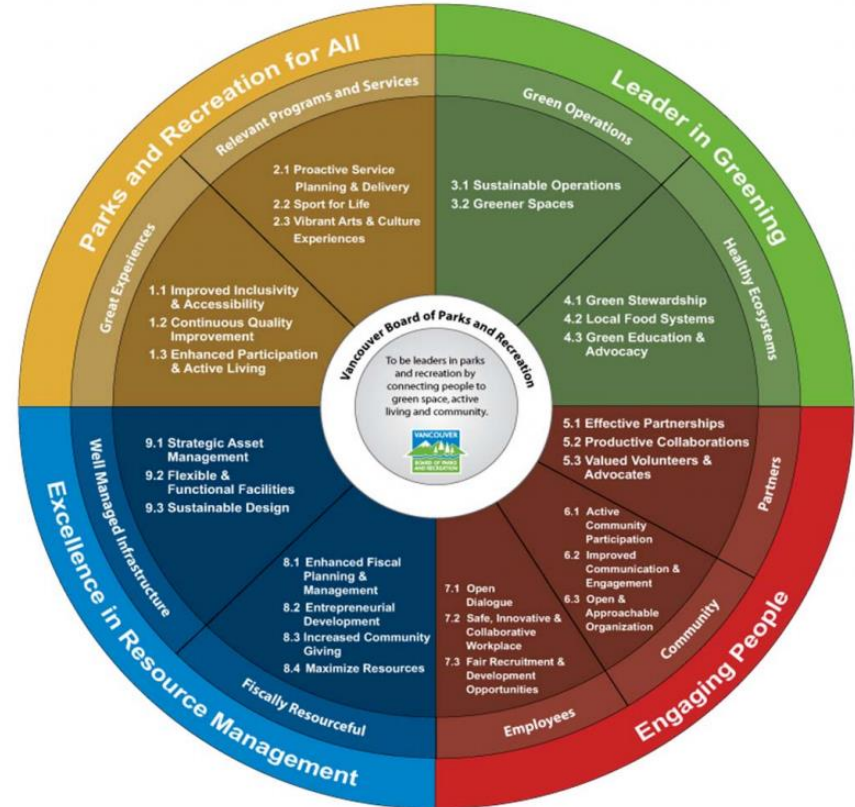 Parks and Recreation for All
Great Experiences
1.1 Improved Inclusivity
& Accessibility
1.2 Continuous Quality
Improvement
1.3 Enhanced Participation
& Active Living
Relevant Programs and Services
2.1 Proactive Service
Planning & Delivery
2.2 Sport for Life
2.3 Vibrant Arts & Culture
Experiences
Leader in Greening
Green Operations
3.1 Sustainable Operations
3.2 Greener Spaces
Healthy Ecosystems
4.1 Green Stewardship
4.2 Local Food Systems
4.3 Green Education &
Advocacy
Engaging People
Partners
5.1 Effective Partnerships
5.2 Productive Collaborations
5.3 Valued Volunteers &
Advocates
Community
6.1 Active
Community
Participation
6.2 Improved
Communication &
Engagement
6.3 Open &
Approachable
Organization
Employees
7.1 Open
Dialogue
7.2 Safe, Innovative &
Collaborative
Workplace
7.3 Fair Recruitment &
Development
Opportunities
Excellence in Resource Management
Fiscally Resourceful
8.1 Enhanced Fiscal
Planning &
Management
8.2 Entrepreneurial
Development
8.3 Increased Community
Giving
8.4 Maximize Resources
Well Managed Infrastructure
9.1 Strategic Asset
Management
9.2 Flexible &
Functional Facilities
9.3 Sustainable Design
Vancouver Board of Parks and Recreation
To be leaders in parks
and recreation by
connecting people to
green space, active
living and community.
VANCOUVER
BOARD OF PARKS
AND RECREATION